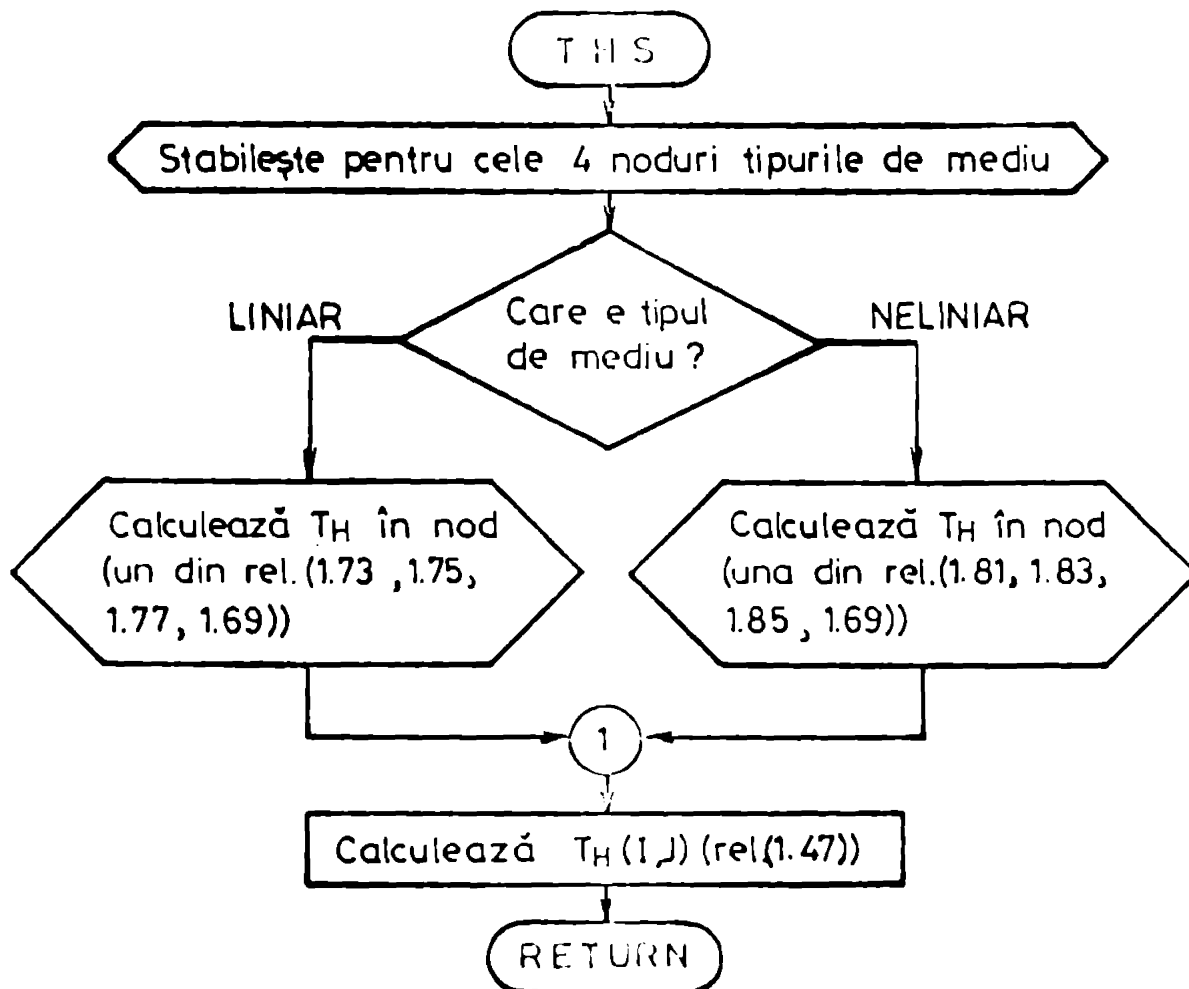 THS
Stabilește pentru cele 4 noduri tipurile de mediu
Care e tipul
de mediu ?
LINIAR
NELINIAR
Calculează TH în nod
(un din rel. (1.73 , 1.75,
1.77, 1.69))
Calculează TH în nod
(una din rel.(1.81, 1.83,
1.85 , 1.69))
1
Calculează TH (I,J) (rel(1.47))
RETURN